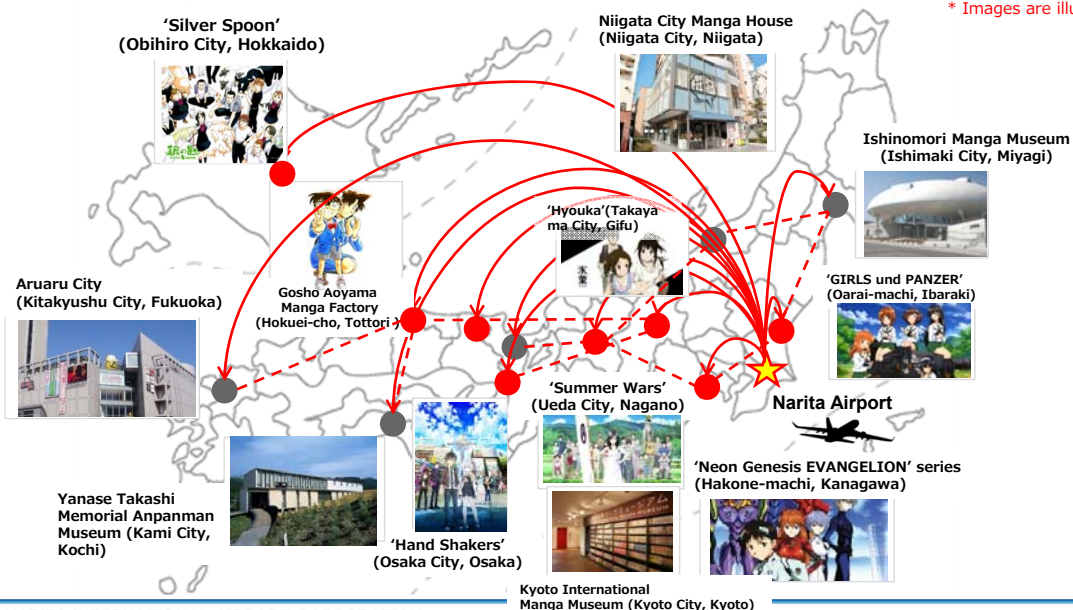 * Images are illu
'Silver Spoon'
(Obihiro City, Hokkaido)
Niigata City Manga House
(Niigata City, Niigata)
Ishinomori Manga Museum
(Ishimaki City, Miyagi)
'Hyouka'(Takaya
ma City, Gifu)
氷菓
Aruaru City
(Kitakyushu City, Fukuoka)
Gosho Aoyama
Manga Factory
(Hokuei-cho, Tottori )
'GIRLS und PANZER'
(Oarai-machi, Ibaraki)
'Summer Wars'
(Ueda City, Nagano)
Narita Airport
'Neon Genesis EVANGELION' series
(Hakone-machi, Kanagawa)
Yanase Takashi
Memorial Anpanman
Museum (Kami City,
Kochi)
'Hand Shakers'
(Osaka City, Osaka)
Kyoto International
Manga Museum (Kyoto City, Kyoto)